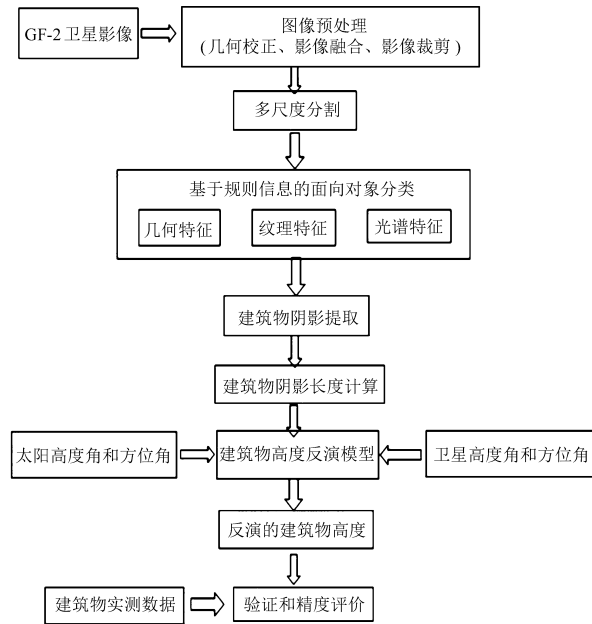 GF-2 卫星影像
图像预处理
(几何校正、影像融合、影像裁剪)
多尺度分割
基于规则信息的面向对象分类
几何特征
纹理特征
光谱特征
建筑物阴影提取
建筑物阴影长度计算
太阳高度角和方位角
建筑物高度反演模型
卫星高度角和方位角
反演的建筑物高度
建筑物实测数据
验证和精度评价